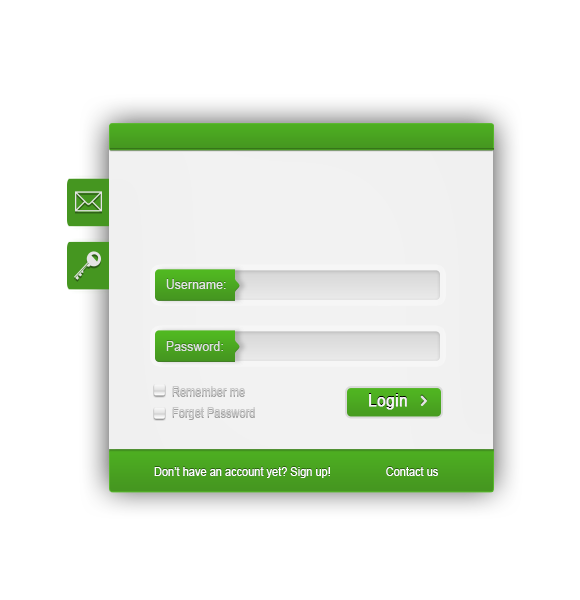 Username:
Password:
Remember me
Forget Password
Login
Don't have an account yet? Sign up!
Contact us